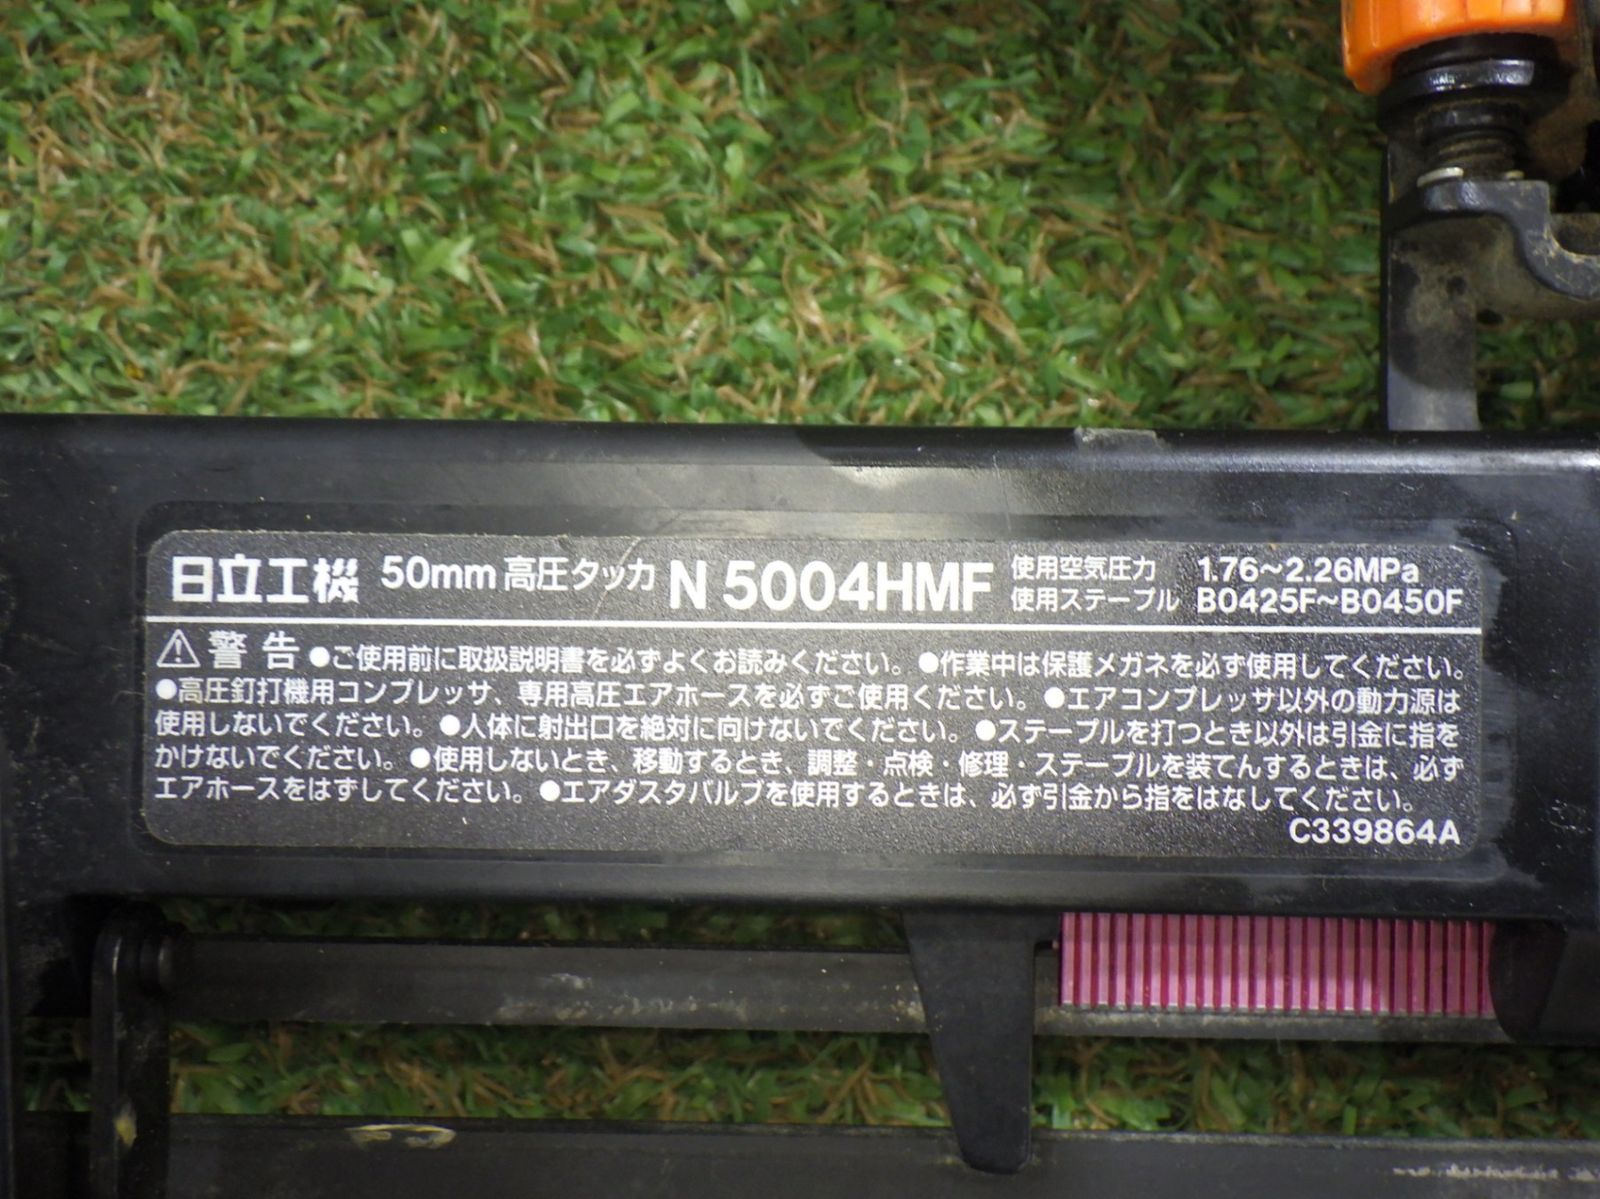 日立工機 50mm 高圧タッカ N 5004HMF 使用空気圧力 1.76～2.26MPa
使用ステープル B0425F～B0450F
⚠警告 ●ご使用前に取扱説明書を必ずよくお読みください。●作業中は保護メガネを必ず使用してください。
●高圧釘打機用コンプレッサ、専用高圧エアホースを必ずご使用ください。●エアコンプレッサ以外の動力源は
使用しないでください。●人体に射出口を絶対に向けないでください。●ステープルを打つとき以外は引金に指を
かけないでください。●使用しないとき、移動するとき、調整・点検・修理・ステープルを装てんするときは、必ず
エアホースをはずしてください。●エアダスタバルブを使用するときは、必ず引金から指をはなしてください。
C339864A